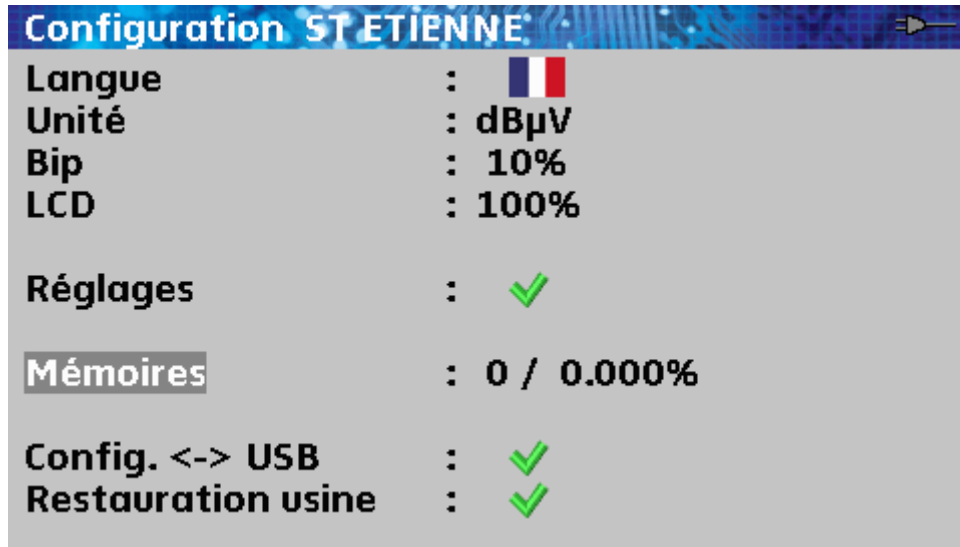 Configuration ST ETIENNE
Langue :
Unité : dBµV
Bip : 10%
LCD : 100%
Réglages :
Mémoires : 0 / 0.000%
Config. <-> USB :
Restauration usine :